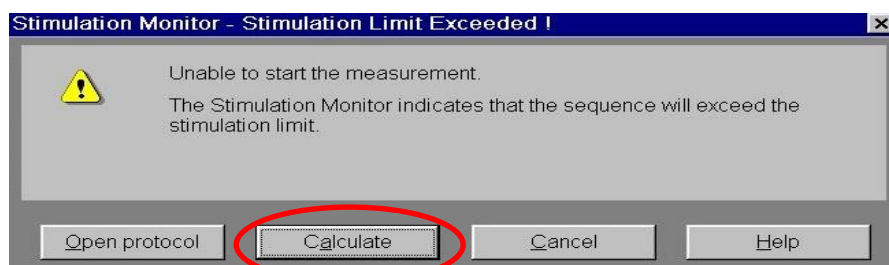 Stimulation Monitor - Stimulation Limit Exceeded !
Unable to start the measurement.
The Stimulation Monitor indicates that the sequence will exceed the
stimulation limit.
Open protocol Calculate Cancel Help